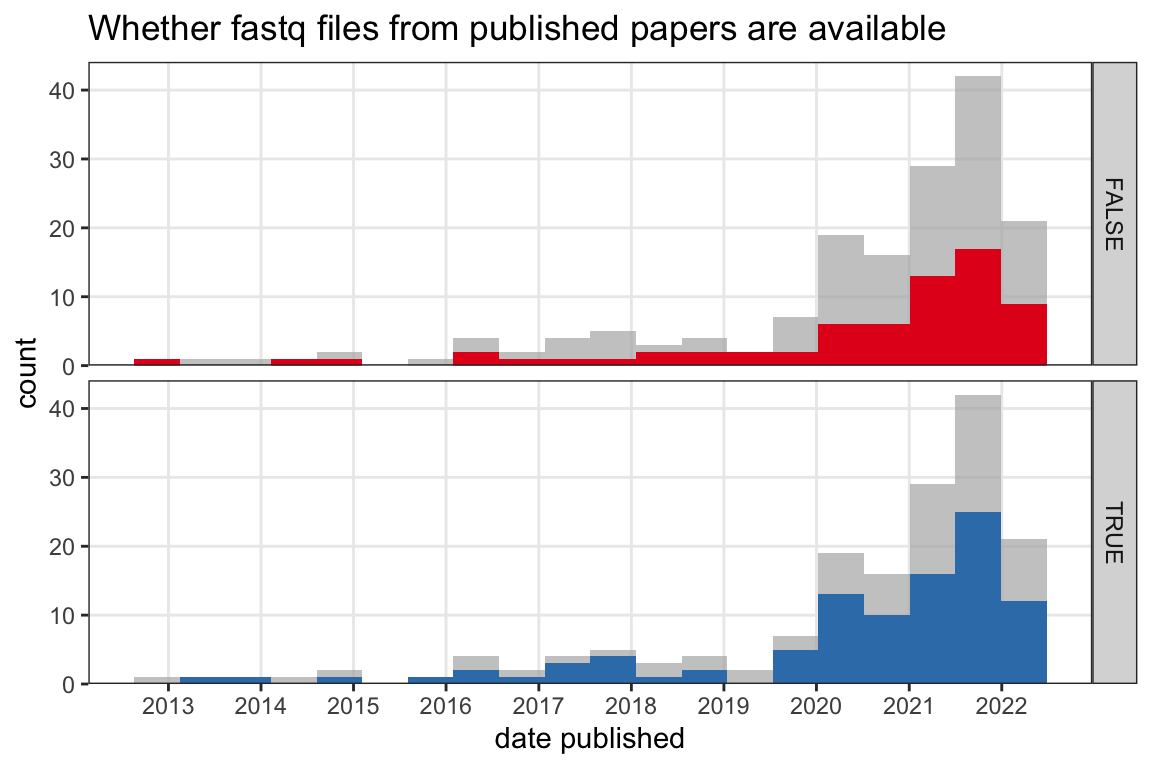 Whether fastq files from published papers are available
count
40
30
20
10
0
FALSE
40
30
20
10
0
TRUE
2013 2014 2015 2016 2017 2018 2019 2020 2021 2022
date published